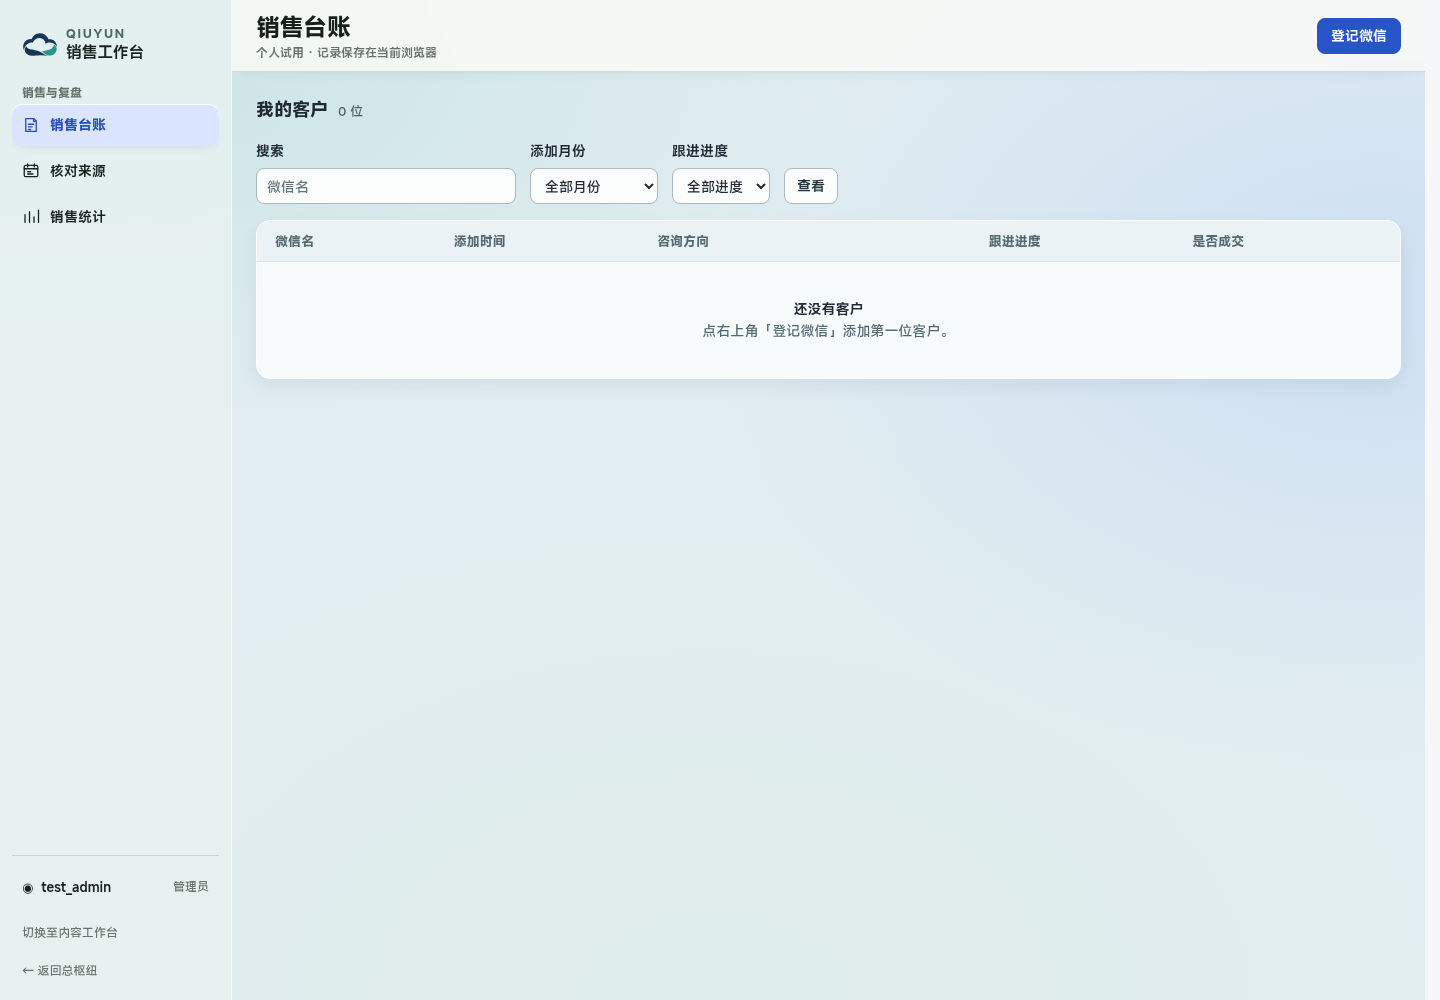 QIUYUN
销售工作台
销售与复盘
销售台账
核对来源
销售统计
test_admin 管理员
切换至内容工作台
← 返回总枢纽
销售台账
个人试用 · 记录保存在当前浏览器
登记微信
我的客户 0 位
搜索 添加月份 跟进进度
微信名 全部月份 全部进度 查看
微信名 添加时间 咨询方向 跟进进度 是否成交
还没有客户
点右上角「登记微信」添加第一位客户。